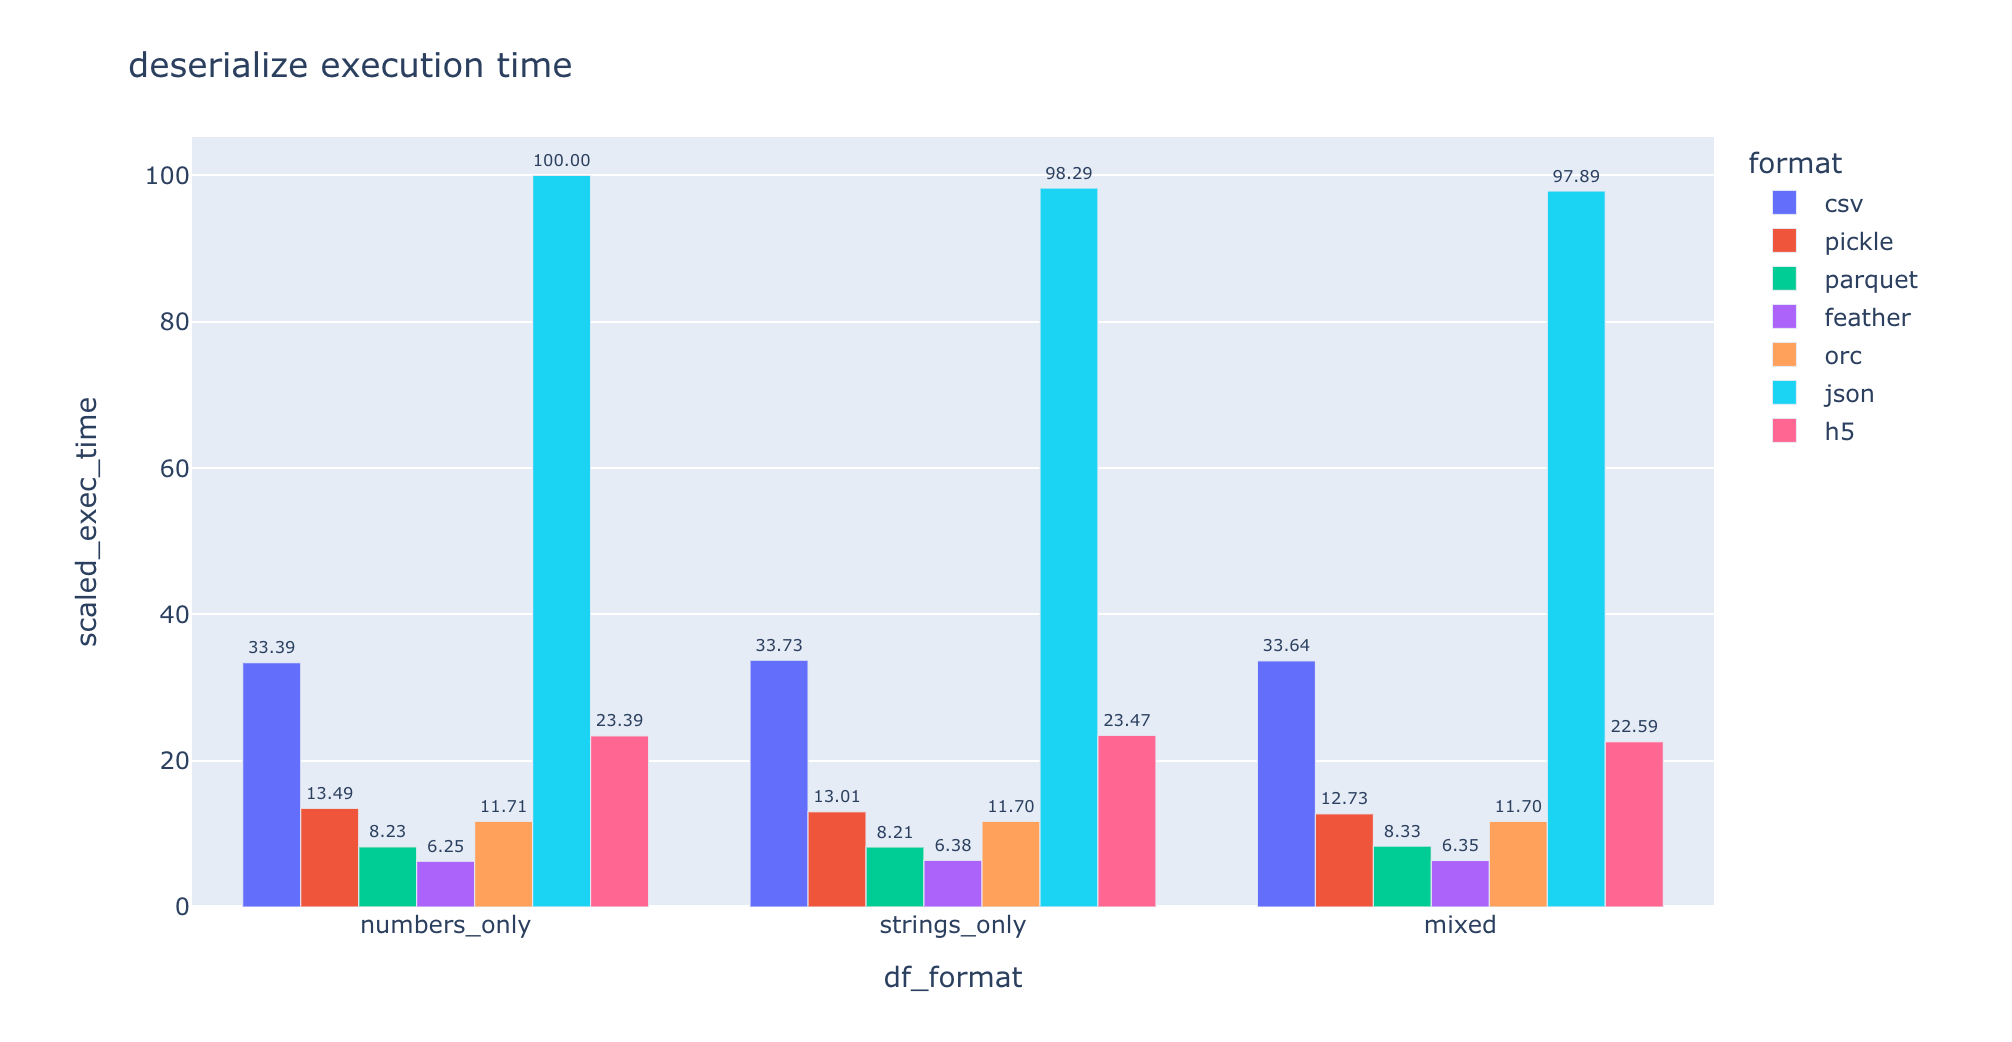 deserialize execution time
scaled_exec_time
100
80
60
40
20
0
33.39
13.49
8.23
6.25
11.71
100.00
23.39
33.73
13.01
8.21
6.38
11.70
98.29
23.47
33.64
12.73
8.33
6.35
11.70
97.89
22.59
numbers_only
strings_only
mixed
df_format
format
csv
pickle
parquet
feather
orc
json
h5